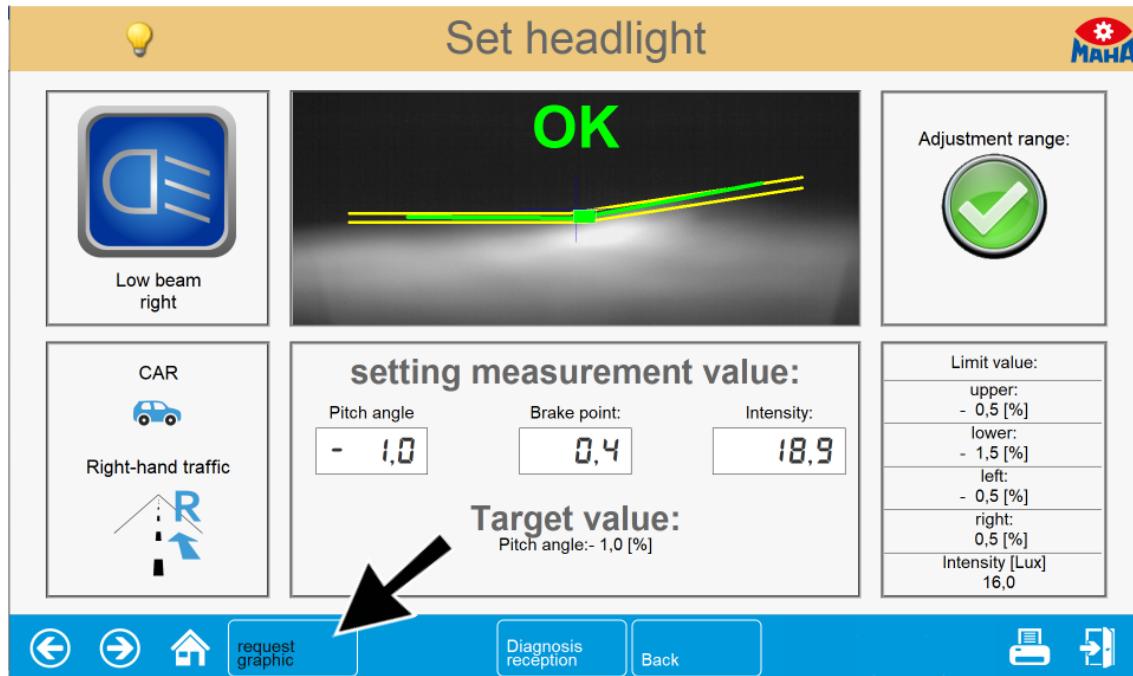 Set headlight
MAHA
OK
Low beam
right
Adjustment range:
CAR
Right-hand traffic
R
setting measurement value:
Pitch angle
Brake point:
Intensity:
- 1,0
0,4
18,9
Target value:
Pitch angle:- 1,0 [%]
Limit value:
upper:
- 0,5 [%]
lower:
- 1,5 [%]
left:
- 0,5 [%]
right:
0,5 [%]
Intensity [Lux]
16,0
request
graphic
Diagnosis
reception
Back